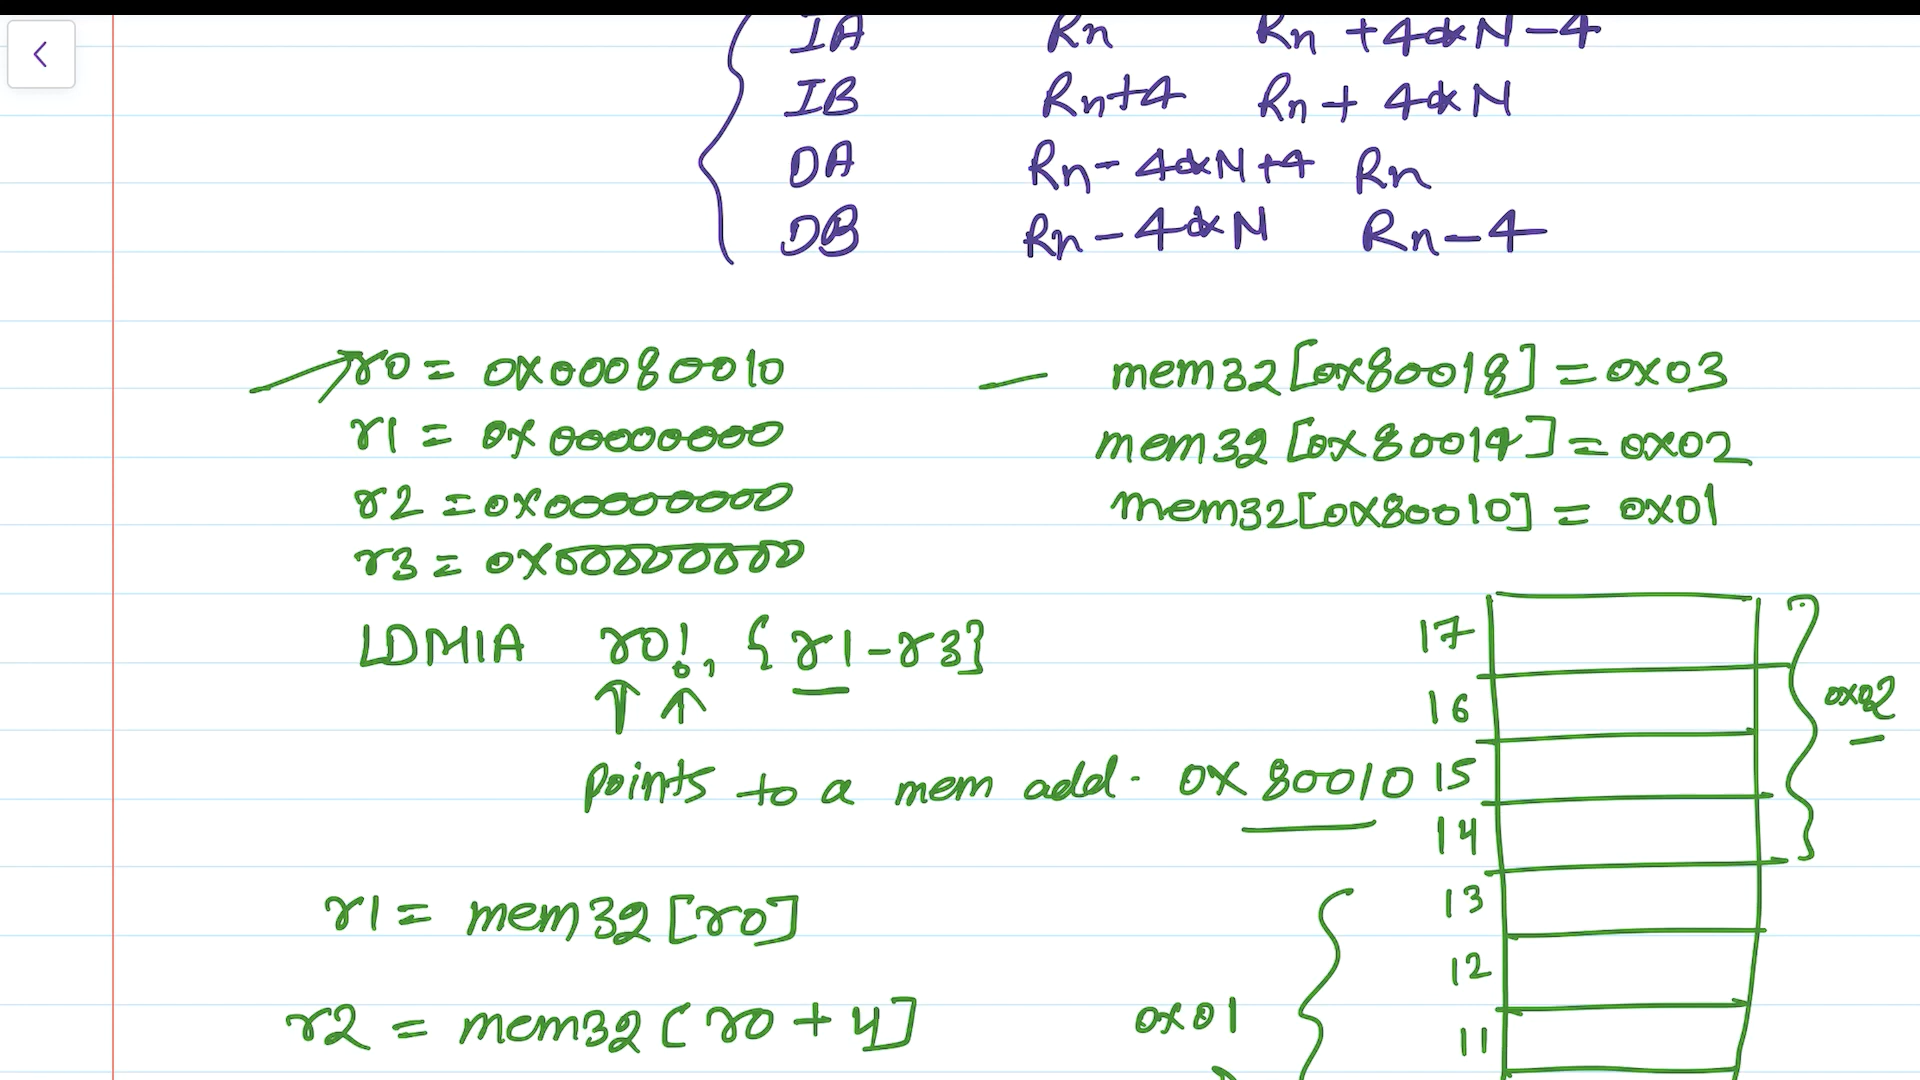 IA Rn Rn +4*N-4
IB Rn+4 Rn + 4*N
DA Rn-4*N+4 Rn
DB Rn-4*N Rn-4
r0 = 0x00080010 mem32[0x80018] = 0x03
r1 = 0x00000000 mem32[0x80014] = 0x02
r2 = 0x00000000 mem32[0x80010] = 0x01
r3 = 0x00000000
LDMIA r0!, {r1-r3}
17
16 0x02
points to a mem add. 0x80010 15
14
r1 = mem32[r0] 13
12
r2 = mem32[r0+4] 0x01
11